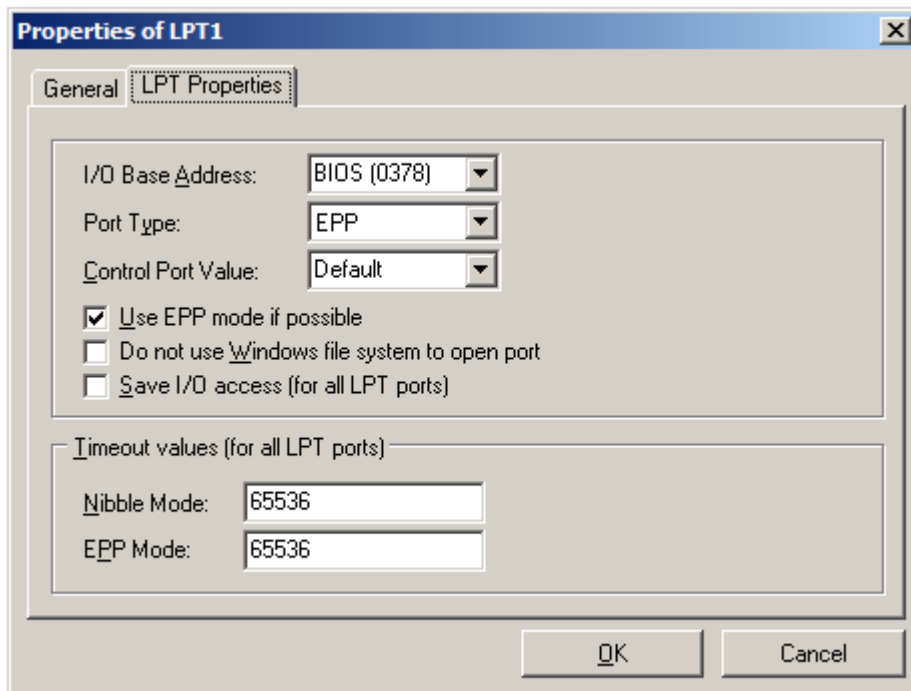 Properties of LPT1
General LPT Properties
I/O Base Address: BIOS (0378)
Port Type: EPP
Control Port Value: Default
Use EPP mode if possible
Do not use Windows file system to open port
Save I/O access (for all LPT ports)
Timeout values (for all LPT ports)
Nibble Mode: 65536
EPP Mode: 65536
OK Cancel